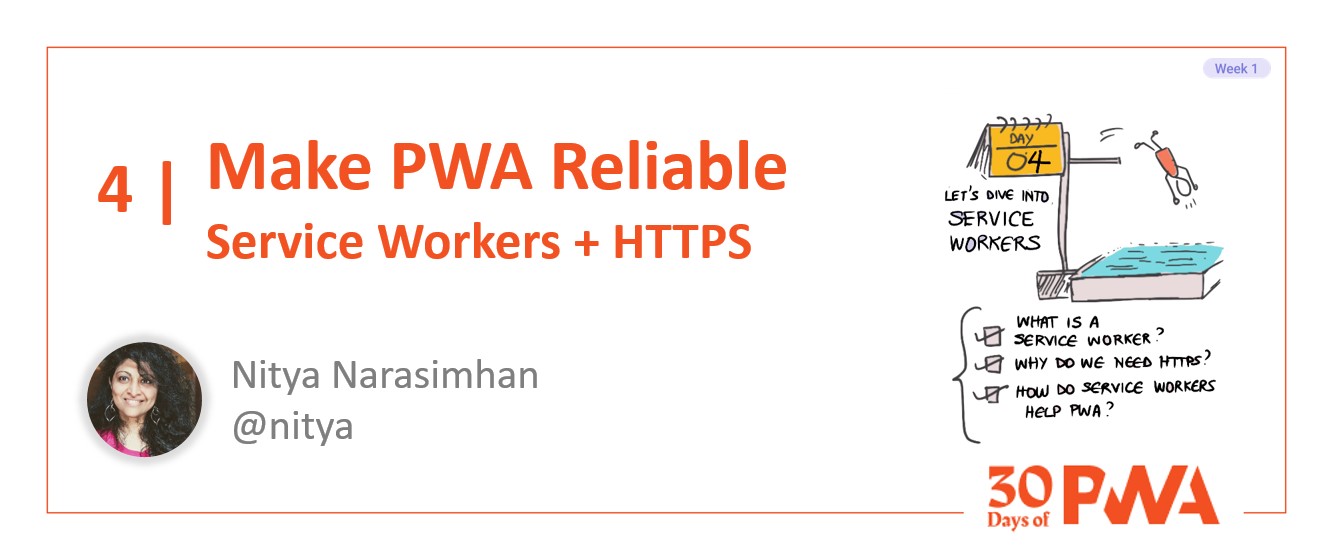 Week 1
4 | Make PWA Reliable
Service Workers + HTTPS
Nitya Narasimhan
@nitya
DAY
04
LET'S DIVE INTO
SERVICE
WORKERS
WHAT IS A
SERVICE WORKER?
WHY DO WE NEED HTTPS?
HOW DO SERVICE WORKERS
HELP PWA?
30
Days of
PWA